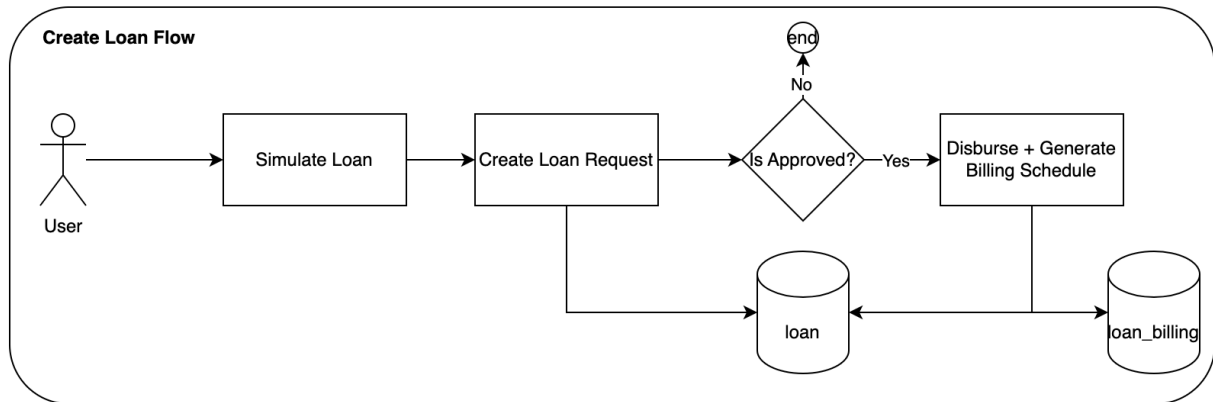 Create Loan Flow
end
No
Simulate Loan
Create Loan Request
Is Approved?
Yes
Disburse + Generate
Billing Schedule
User
loan
loan_billing